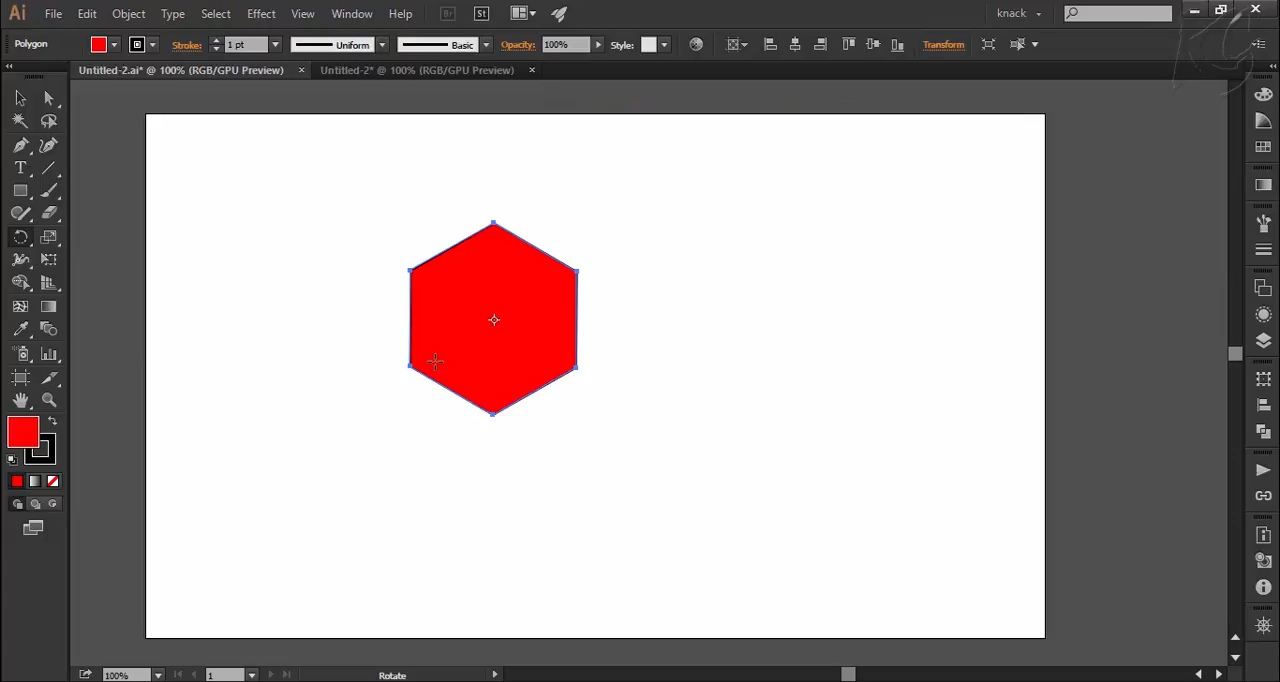 Ai File Edit Object Type Select Effect View Window Help Br St knack
Polygon Stroke: 1 pt Uniform Basic Opacity: 100% Style: Transform
Untitled-2.ai* @ 100% (RGB/GPU Preview) × Untitled-2* @ 100% (RGB/GPU Preview) ×
T
100% 1 Rotate